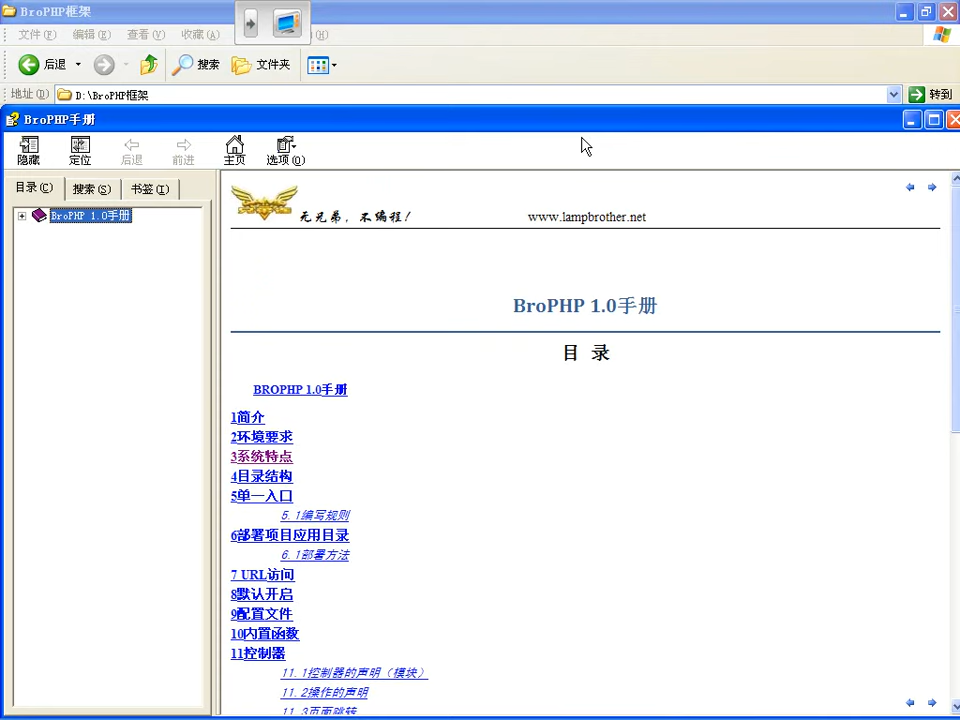 BroPHP框架
文件(F) 编辑(E) 查看(V) 收藏(A) (H)
后退 搜索 文件夹
地址(D) D:\BroPHP框架 转到
BroPHP手册
隐藏 定位 后退 前进 主页 选项(O)
目录(C) 搜索(S) 书签(I)
BroPHP 1.0手册
无兄弟，不编程！ www.lampbrother.net
BroPHP 1.0手册
目 录
BROPHP 1.0手册
1简介
2环境要求
3系统特点
4目录结构
5单一入口
5.1编写规则
6部署项目应用目录
6.1部署方法
7 URL访问
8默认开启
9配置文件
10内置函数
11控制器
11.1控制器的声明（模块）
11.2操作的声明
11.3页面跳转